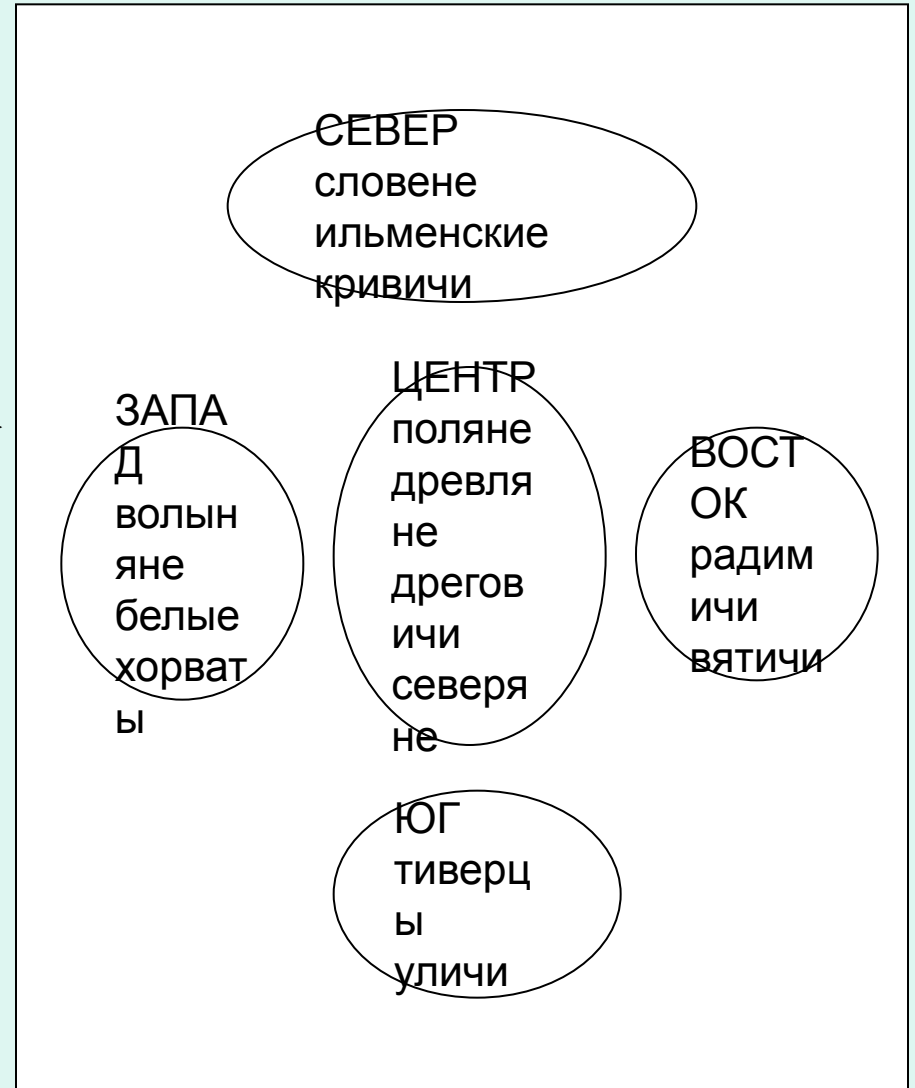 СЕВЕР
словене
ильменские
кривичи
ЗАПА
Д
волын
яне
белые
хорват
ы
ЦЕНТР
поляне
древля
не
дрегов
ичи
северя
не
ВОСТ
ОК
радим
ичи
вятичи
ЮГ
тиверц
ы
уличи